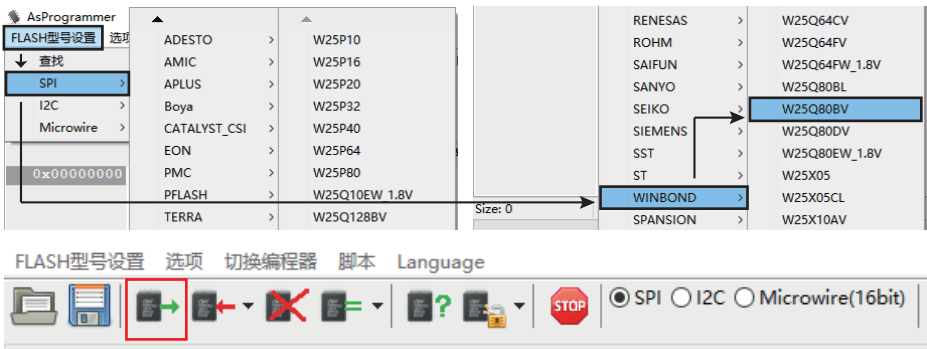 AsProgrammer
FLASH型号设置 选项
查找
SPI
I2C
Microwire
0x00000000
ADESTO
AMIC
APLUS
Boya
CATALYST_CSI
EON
PMC
PFLASH
TERRA
W25P10
W25P16
W25P20
W25P32
W25P40
W25P64
W25P80
W25Q10EW_1.8V
W25Q128BV
Size: 0
RENESAS
ROHM
SAIFUN
SANYO
SEIKO
SIEMENS
SST
ST
WINBOND
SPANSION
W25Q64CV
W25Q64FV
W25Q64FW_1.8V
W25Q80BL
W25Q80BV
W25Q80DV
W25Q80EW_1.8V
W25X05
W25X05CL
W25X10AV
FLASH型号设置 选项 切换编程器 脚本 Language
STOP SPI I2C Microwire(16bit)